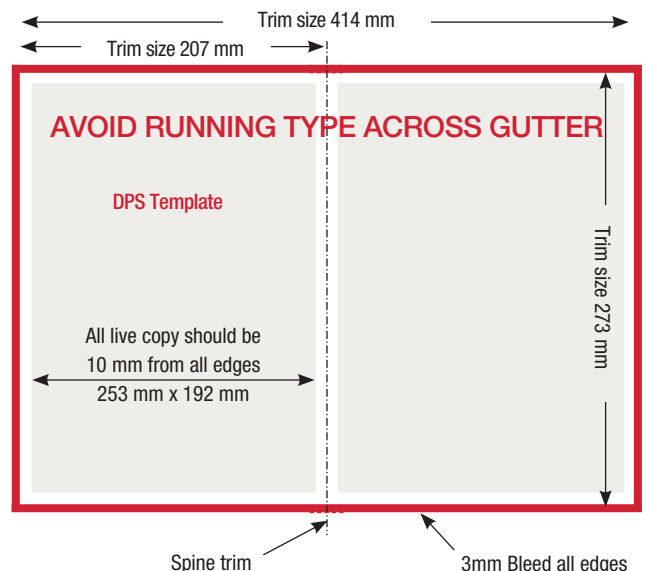 Trim size 414 mm
Trim size 207 mm
AVOID RUNNING TYPE ACROSS GUTTER
DPS Template
Trim size 273 mm
All live copy should be
10 mm from all edges
253 mm x 192 mm
Spine trim
3mm Bleed all edges